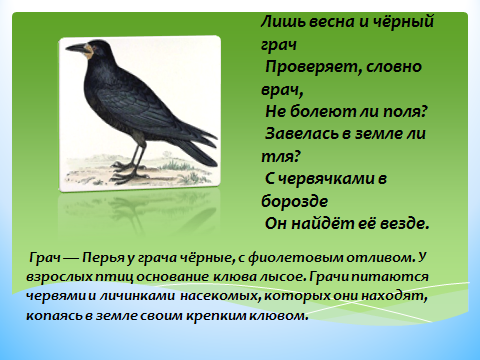 Лишь весна и чёрный
грач
Проверяет, словно
врач,
Не болеют ли поля?
Завелась в земле ли
тля?
С червячками в
борозде
Он найдёт её везде.
Грач — Перья у грача чёрные, с фиолетовым отливом. У
взрослых птиц основание клюва лысое. Грачи питаются
червями и личинками насекомых, которых они находят,
копаясь в земле своим крепким клювом.